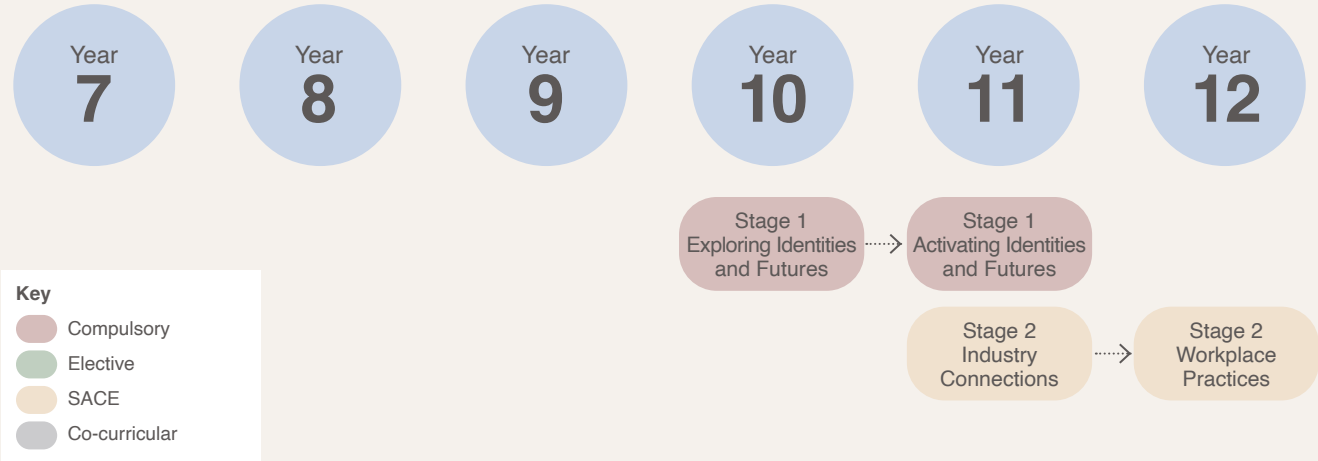 Year
7
Year
8
Year
9
Year
10
Year
11
Year
12
Stage 1
Exploring Identities
and Futures
Stage 1
Activating Identities
and Futures
Stage 2
Industry
Connections
Stage 2
Workplace
Practices
Key
Compulsory
Elective
SACE
Co-curricular